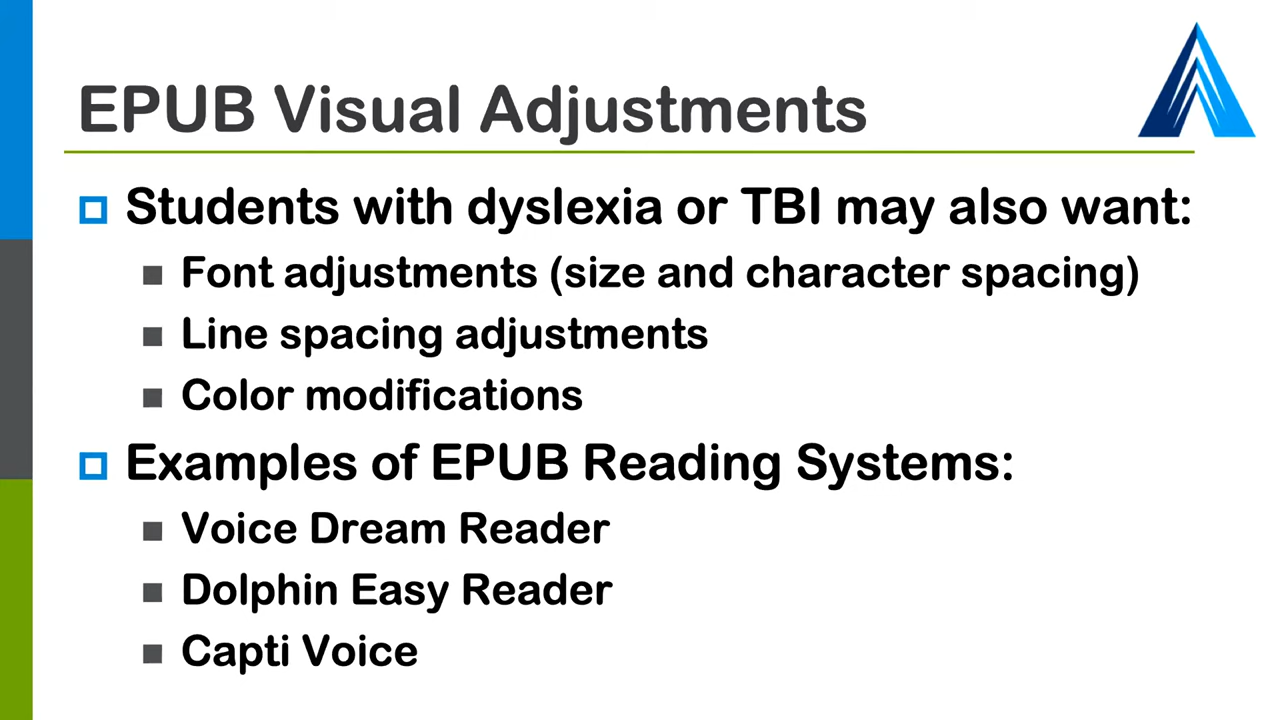 EPUB Visual Adjustments
Students with dyslexia or TBI may also want:
Font adjustments (size and character spacing)
Line spacing adjustments
Color modifications
Examples of EPUB Reading Systems:
Voice Dream Reader
Dolphin Easy Reader
Capti Voice